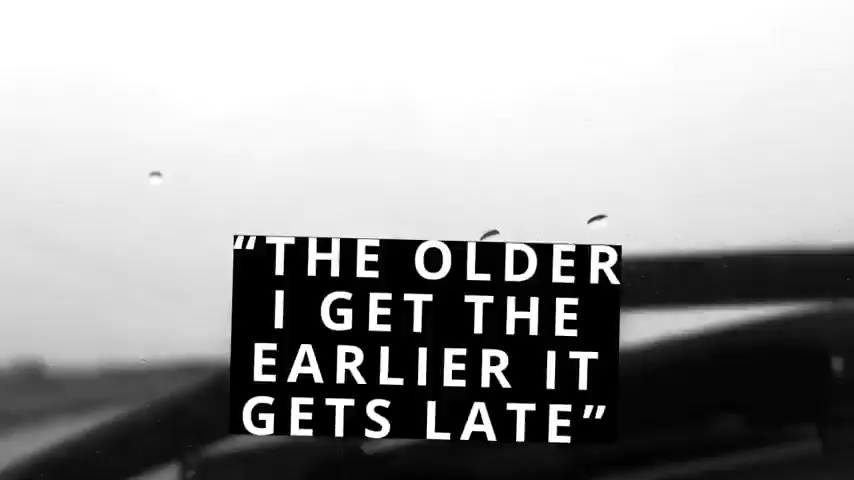 “THE OLDER
I GET THE
EARLIER IT
GETS LATE”